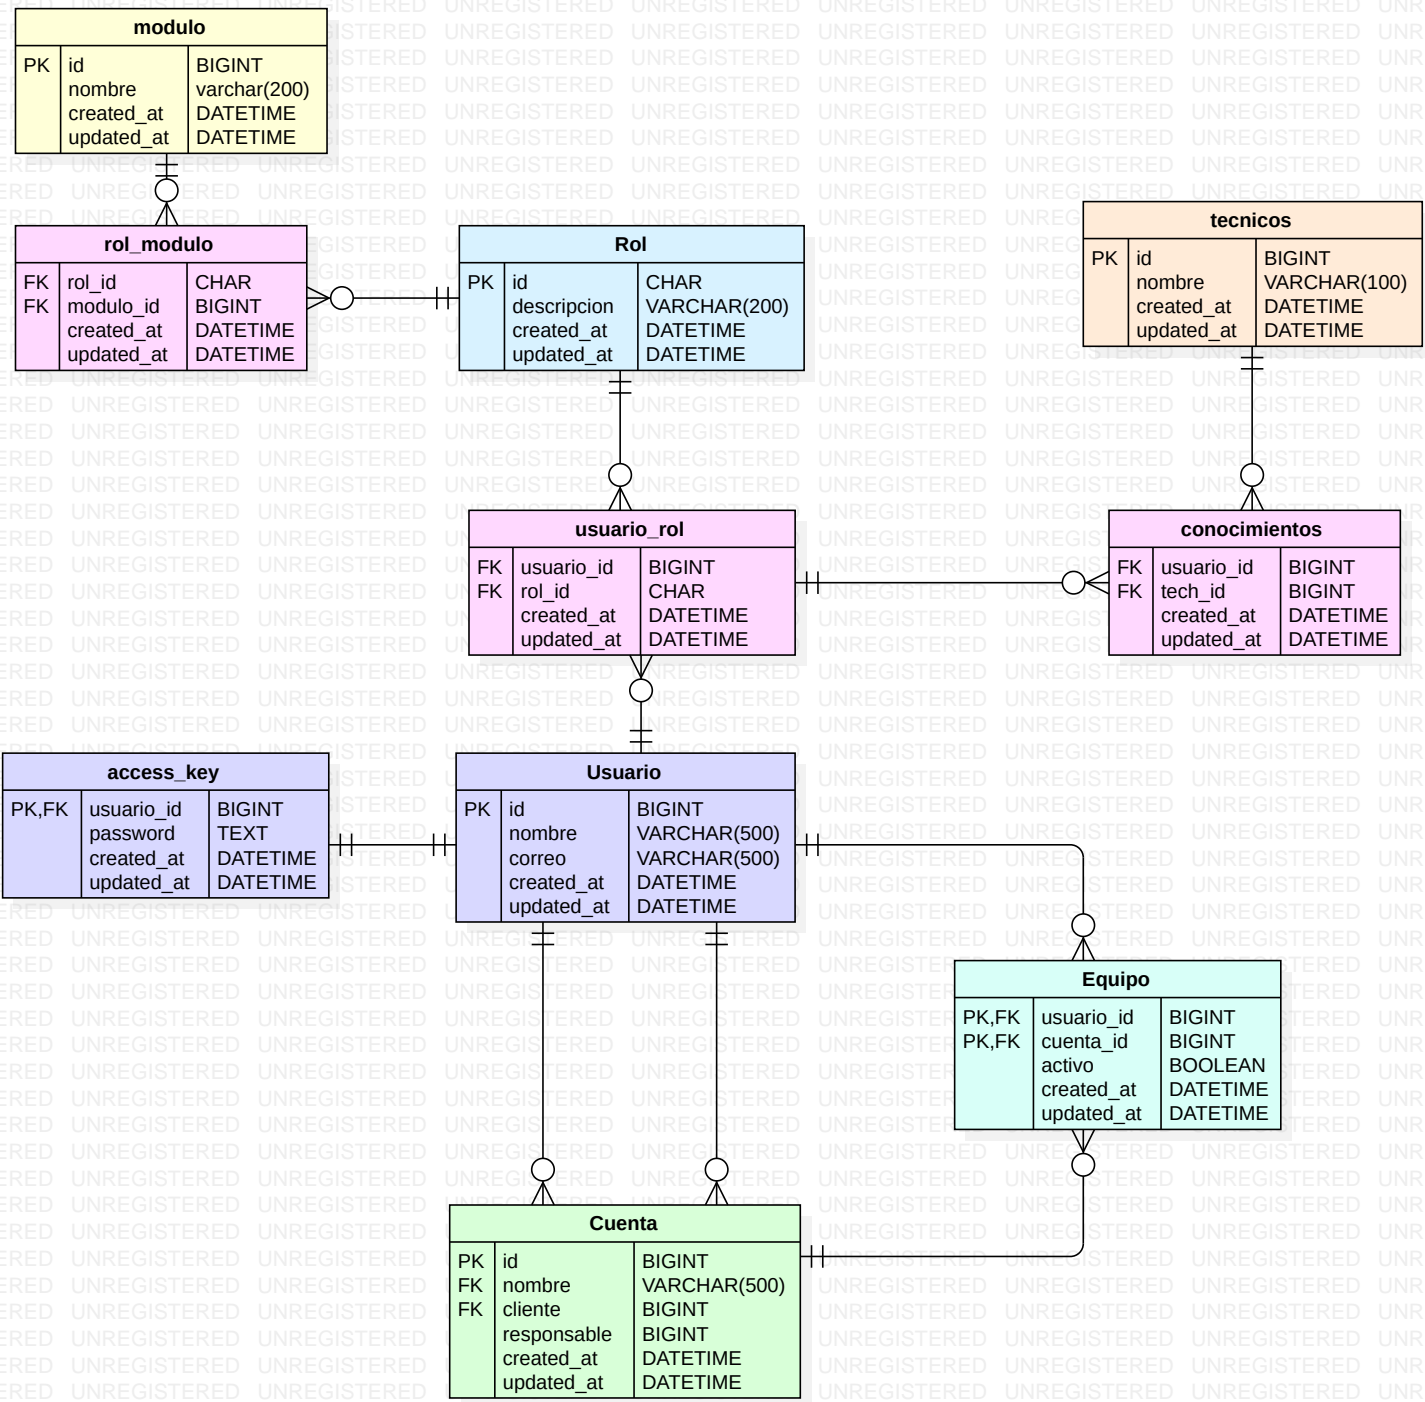 modulo
PK id BIGINT
nombre varchar(200)
created_at DATETIME
updated_at DATETIME
rol_modulo
FK rol_id CHAR
FK modulo_id BIGINT
created_at DATETIME
updated_at DATETIME
Rol
PK id CHAR
descripcion VARCHAR(200)
created_at DATETIME
updated_at DATETIME
tecnicos
PK id BIGINT
nombre VARCHAR(100)
created_at DATETIME
updated_at DATETIME
usuario_rol
FK usuario_id BIGINT
FK rol_id CHAR
created_at DATETIME
updated_at DATETIME
conocimientos
FK usuario_id BIGINT
FK tech_id BIGINT
created_at DATETIME
updated_at DATETIME
access_key
PK,FK usuario_id BIGINT
password TEXT
created_at DATETIME
updated_at DATETIME
Usuario
PK id BIGINT
nombre VARCHAR(500)
correo VARCHAR(500)
created_at DATETIME
updated_at DATETIME
Equipo
PK,FK usuario_id BIGINT
PK,FK cuenta_id BIGINT
activo BOOLEAN
created_at DATETIME
updated_at DATETIME
Cuenta
PK id BIGINT
FK nombre VARCHAR(500)
FK cliente BIGINT
responsable BIGINT
created_at DATETIME
updated_at DATETIME
UNREGISTERED